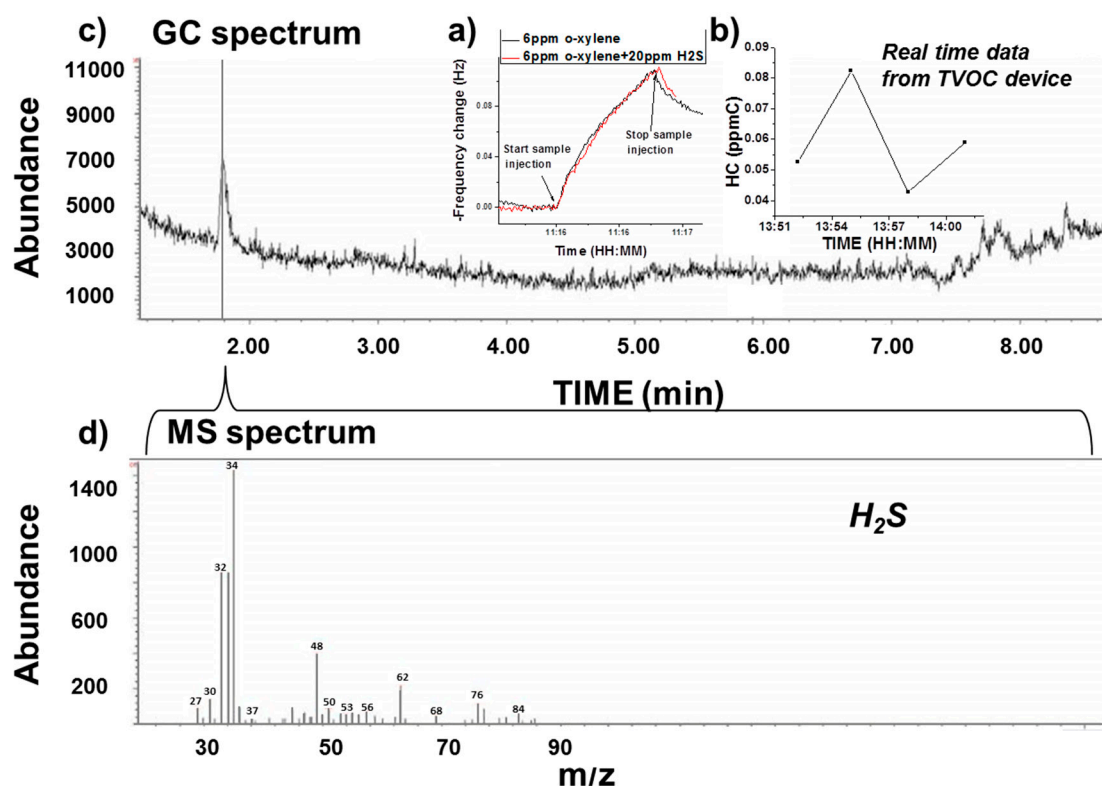 c) GC spectrum
Abundance
11000
9000
7000
5000
3000
1000
2.00
3.00
4.00
5.00
6.00
7.00
8.00
TIME (min)
a)
6ppm o-xylene
6ppm o-xylene+20ppm H2S
-Frequency change (Hz)
0.08
0.04
0.00
Start sample
injection
Stop sample
injection
11:16
11:16
11:17
Time (HH:MM)
b)
Real time data
from TVOC device
HC (ppmC)
0.09
0.08
0.07
0.06
0.05
0.04
13:51
13:54
13:57
14:00
TIME (HH:MM)
d) MS spectrum
Abundance
1400
1000
600
200
34
32
27
30
37
48
50
53
56
62
68
76
84
H₂S
30
50
70
90
m/z